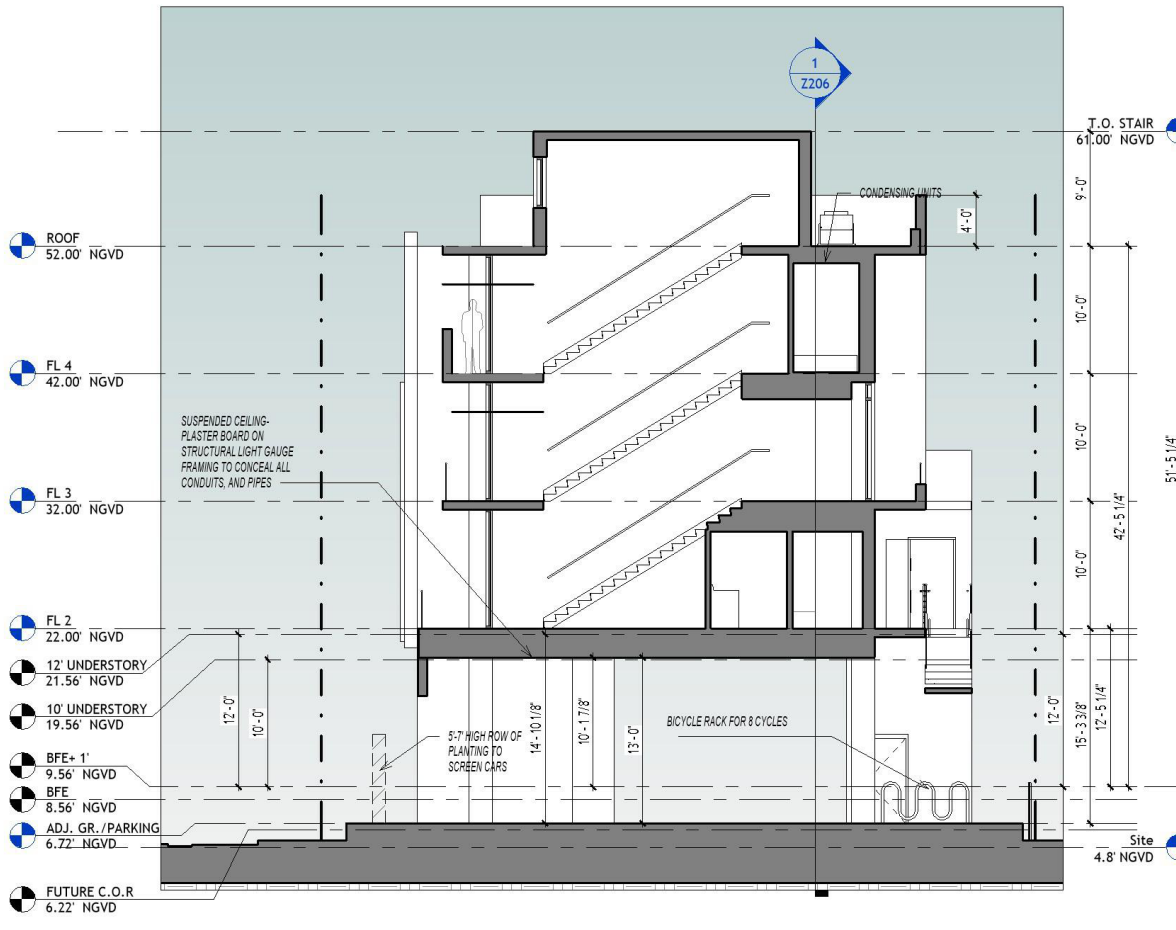 1
Z206
T.O. STAIR
61.00' NGVD
CONDENSING UNITS
9'-0"
4'-0"
ROOF
52.00' NGVD
10'-0"
FL 4
42.00' NGVD
SUSPENDED CEILING-
PLASTER BOARD ON
STRUCTURAL LIGHT GAUGE
FRAMING TO CONCEAL ALL
CONDUITS, AND PIPES
10'-0"
51'-5 1/4"
42'-5 1/4"
FL 3
32.00' NGVD
10'-0"
FL 2
22.00' NGVD
12' UNDERSTORY
21.56' NGVD
10' UNDERSTORY
19.56' NGVD
12'-0"
10'-0"
5'-7' HIGH ROW OF
PLANTING TO
SCREEN CARS
14'-10 1/8"
10'-1 7/8"
13'-0"
BICYCLE RACK FOR 8 CYCLES
12'-0"
15'-3 3/8"
12'-5 1/4"
BFE+ 1'
9.56' NGVD
BFE
8.56' NGVD
ADJ. GR./PARKING
6.72' NGVD
Site
4.8' NGVD
FUTURE C.O.R
6.22' NGVD